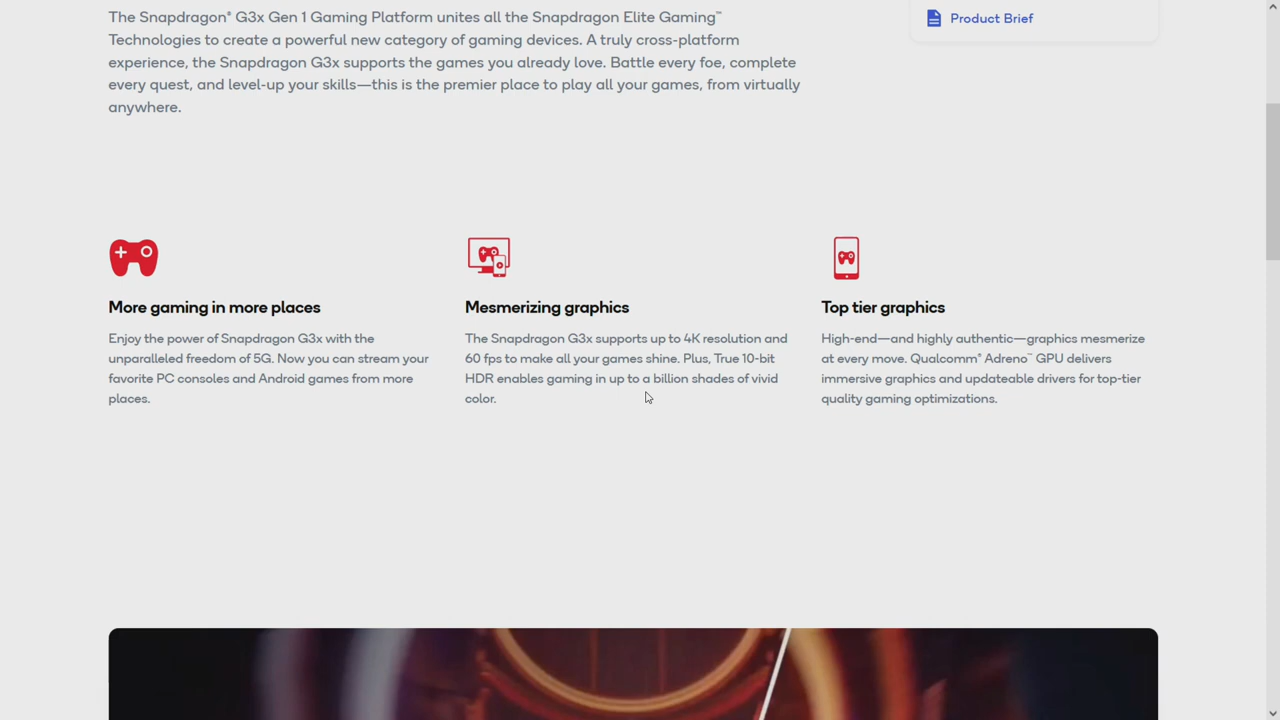 The Snapdragon® G3x Gen 1 Gaming Platform unites all the Snapdragon Elite Gaming™
Technologies to create a powerful new category of gaming devices. A truly cross-platform
experience, the Snapdragon G3x supports the games you already love. Battle every foe, complete
every quest, and level-up your skills—this is the premier place to play all your games, from virtually
anywhere.
Product Brief
More gaming in more places
Enjoy the power of Snapdragon G3x with the
unparalleled freedom of 5G. Now you can stream your
favorite PC consoles and Android games from more
places.
Mesmerizing graphics
The Snapdragon G3x supports up to 4K resolution and
60 fps to make all your games shine. Plus, True 10-bit
HDR enables gaming in up to a billion shades of vivid
color.
Top tier graphics
High-end—and highly authentic—graphics mesmerize
at every move. Qualcomm® Adreno™ GPU delivers
immersive graphics and updateable drivers for top-tier
quality gaming optimizations.